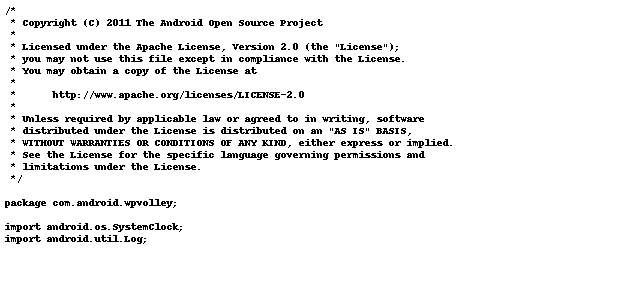 /*
 * Copyright (C) 2011 The Android Open Source Project
 *
 * Licensed under the Apache License, Version 2.0 (the "License");
 * you may not use this file except in compliance with the License.
 * You may obtain a copy of the License at
 *
 *      http://www.apache.org/licenses/LICENSE-2.0
 *
 * Unless required by applicable law or agreed to in writing, software
 * distributed under the License is distributed on an "AS IS" BASIS,
 * WITHOUT WARRANTIES OR CONDITIONS OF ANY KIND, either express or implied.
 * See the License for the specific language governing permissions and
 * limitations under the License.
 */

package com.android.wpvolley;

import android.os.SystemClock;
import android.util.Log;